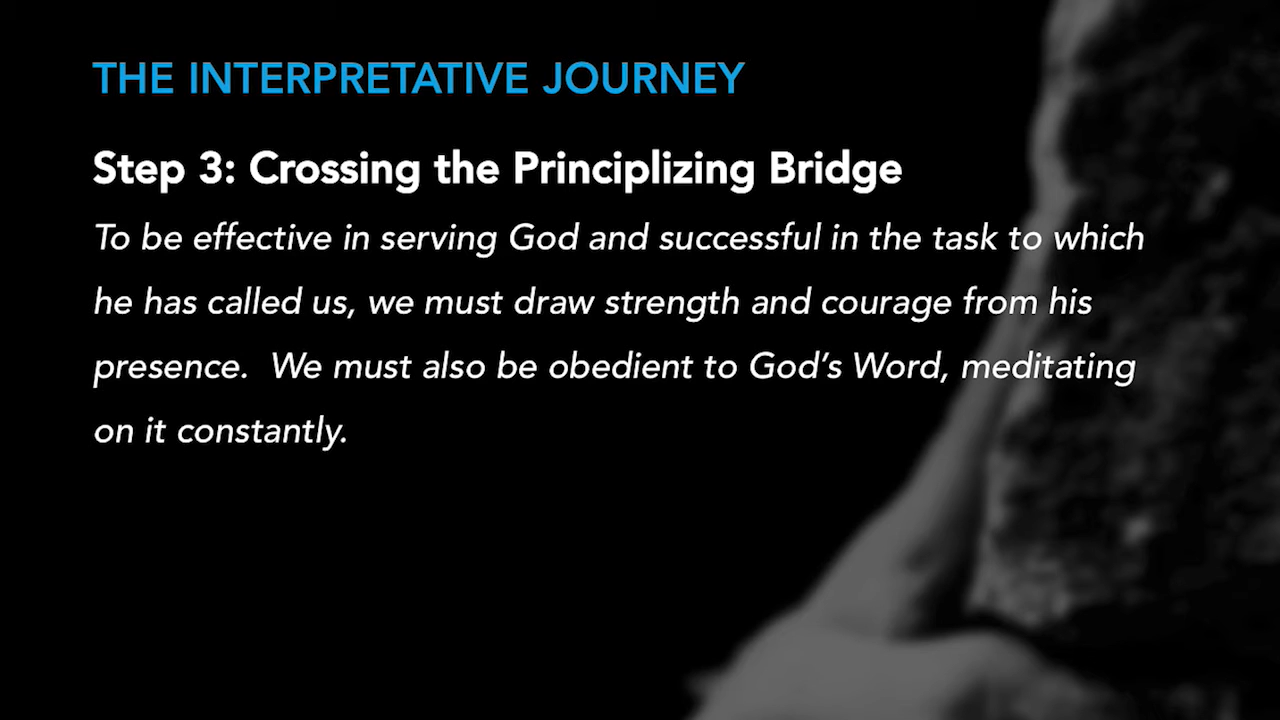 THE INTERPRETATIVE JOURNEY
Step 3: Crossing the Principlizing Bridge
To be effective in serving God and successful in the task to which
he has called us, we must draw strength and courage from his
presence.  We must also be obedient to God’s Word, meditating
on it constantly.